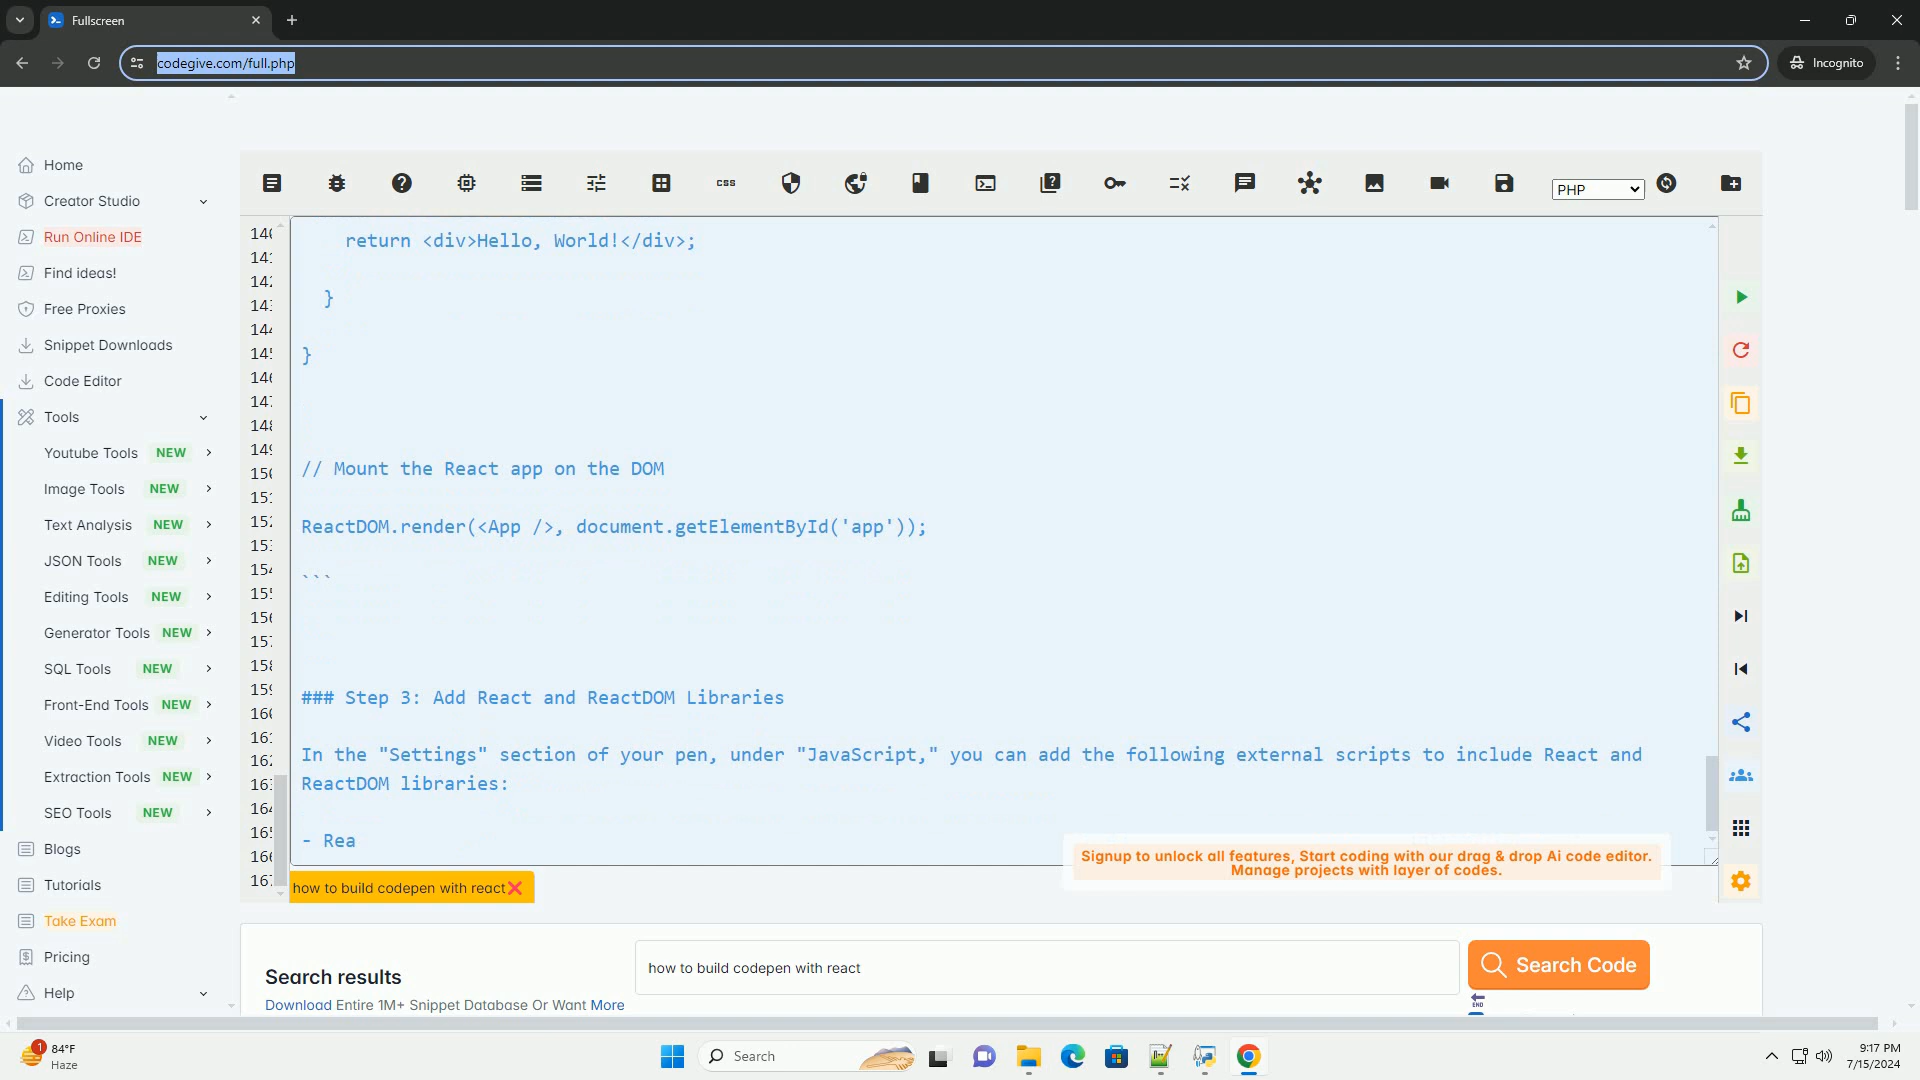 Fullscreen
codegive.com/full.php
Incognito
Home
Creator Studio
Run Online IDE
Find ideas!
Free Proxies
Snippet Downloads
Code Editor
Tools
Youtube Tools NEW
Image Tools NEW
Text Analysis NEW
JSON Tools NEW
Editing Tools NEW
Generator Tools NEW
SQL Tools NEW
Front-End Tools NEW
Video Tools NEW
Extraction Tools NEW
SEO Tools NEW
Blogs
Tutorials
Take Exam
Pricing
Help
css
PHP
return <div>Hello, World!</div>;
}
}
// Mount the React app on the DOM
ReactDOM.render(<App />, document.getElementById('app'));
```
### Step 3: Add React and ReactDOM Libraries
In the "Settings" section of your pen, under "JavaScript," you can add the following external scripts to include React and
ReactDOM libraries:
- Rea
Signup to unlock all features, Start coding with our drag & drop Ai code editor.
Manage projects with layer of codes.
how to build codepen with react
Search results
Download Entire 1M+ Snippet Database Or Want More
how to build codepen with react
Search Code
END
1
84°F
Haze
Search
9:17 PM
7/15/2024